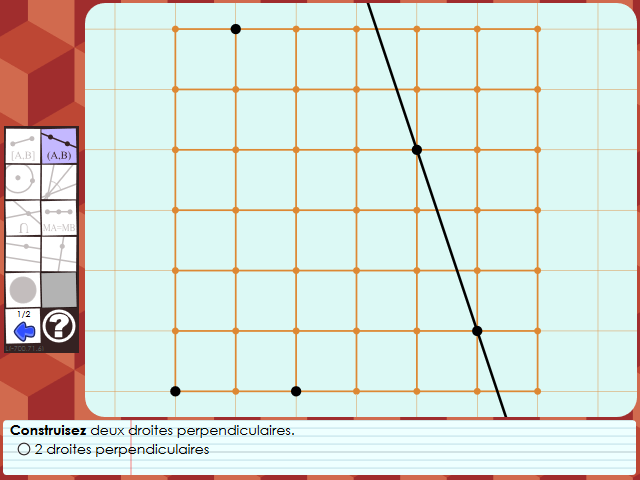 [A,B]
(A,B)
∩
MA=MB
1/2
?
Construisez deux droites perpendiculaires.
2 droites perpendiculaires